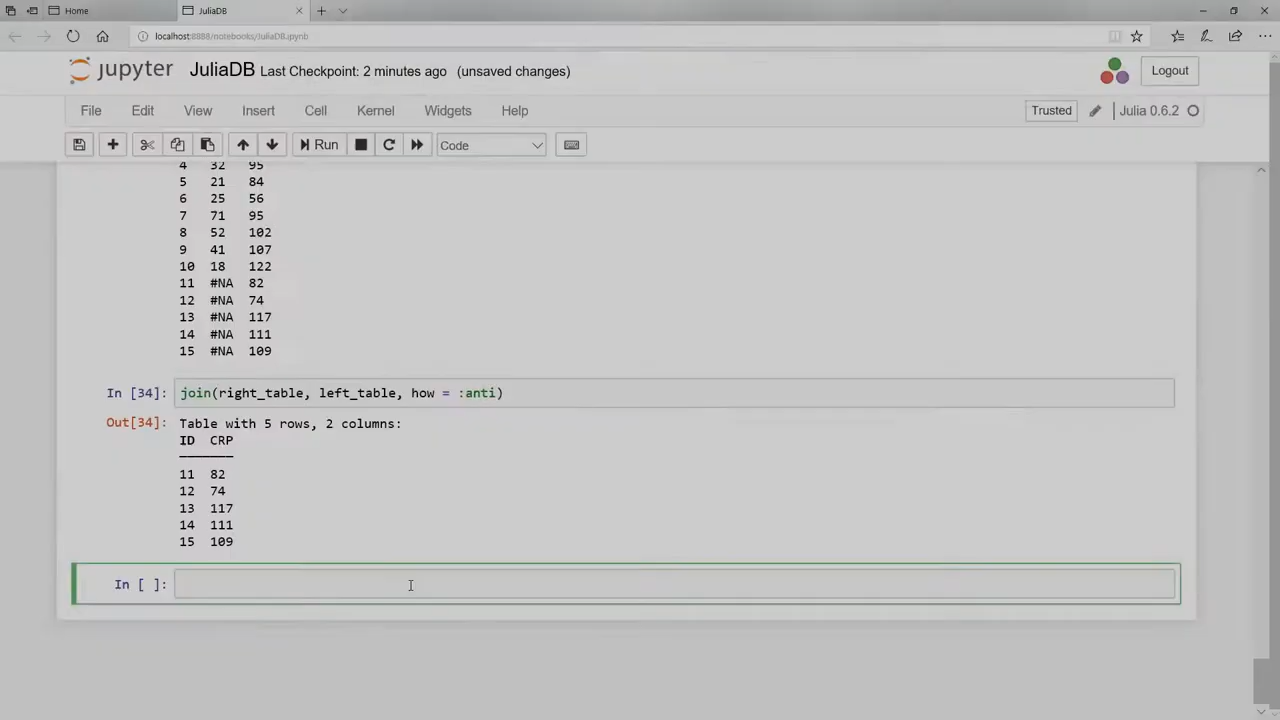 Home
JuliaDB
localhost:8888/notebooks/JuliaDB.ipynb
jupyter JuliaDB Last Checkpoint: 2 minutes ago (unsaved changes)
Logout
File Edit View Insert Cell Kernel Widgets Help
Trusted Julia 0.6.2
Run Code
4 32 95
5 21 84
6 25 56
7 71 95
8 52 102
9 41 107
10 18 122
11 #NA 82
12 #NA 74
13 #NA 117
14 #NA 111
15 #NA 109
In [34]: join(right_table, left_table, how = :anti)
Out[34]: Table with 5 rows, 2 columns:
ID CRP
11 82
12 74
13 117
14 111
15 109
In [ ]: